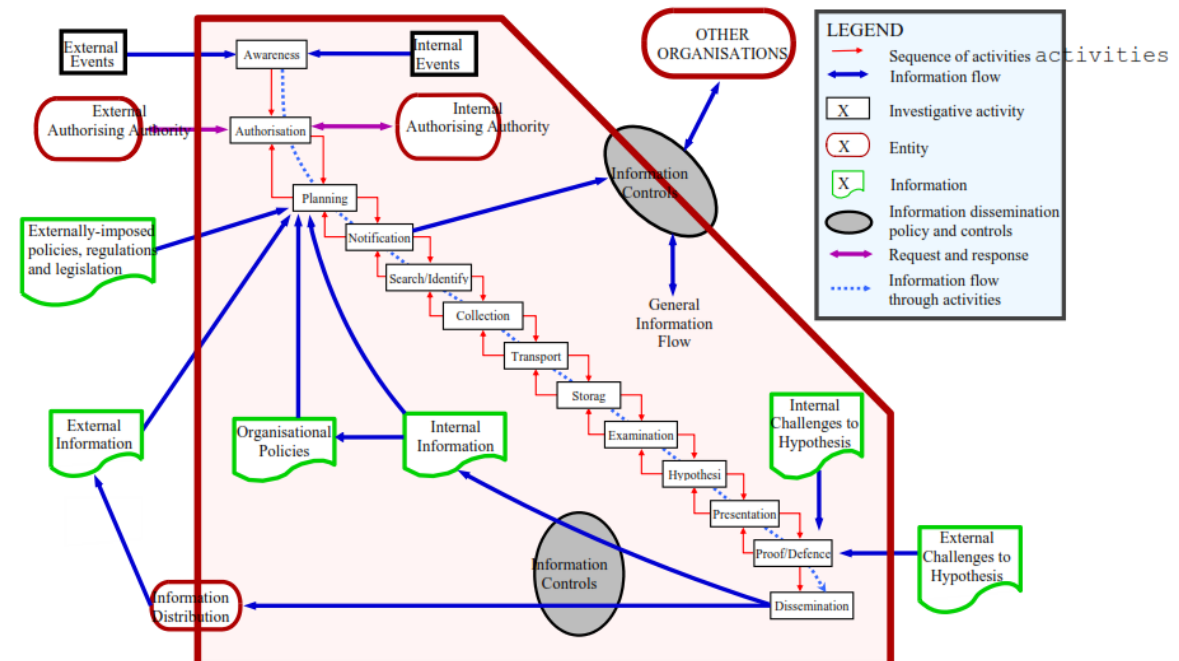 External
Events
Awareness
Internal
Events
OTHER
ORGANISATIONS
LEGEND
Sequence of activities activities
Information flow
X
Investigative activity
X
Entity
X
Information
Information dissemination
policy and controls
Request and response
Information flow
through activities
External
Authorising Authority
Authorisation
Internal
Authorising Authority
Information
Controls
Planning
Externally-imposed
policies, regulations
and legislation
Notification
Search/Identify
Collection
General
Information
Flow
Transport
Storag
External
Information
Organisational
Policies
Internal
Information
Examination
Internal
Challenges to
Hypothesis
Hypothesi
Presentation
Proof/Defence
External
Challenges to
Hypothesis
Information
Controls
Information
Distribution
Dissemination